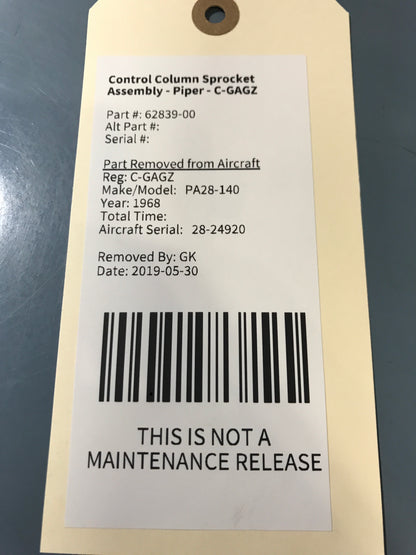 Control Column Sprocket
Assembly - Piper - C-GAGZ
Part #: 62839-00
Alt Part #:
Serial #:
Part Removed from Aircraft
Reg: C-GAGZ
Make/Model: PA28-140
Year: 1968
Total Time:
Aircraft Serial: 28-24920
Removed By: GK
Date: 2019-05-30
THIS IS NOT A
MAINTENANCE RELEASE